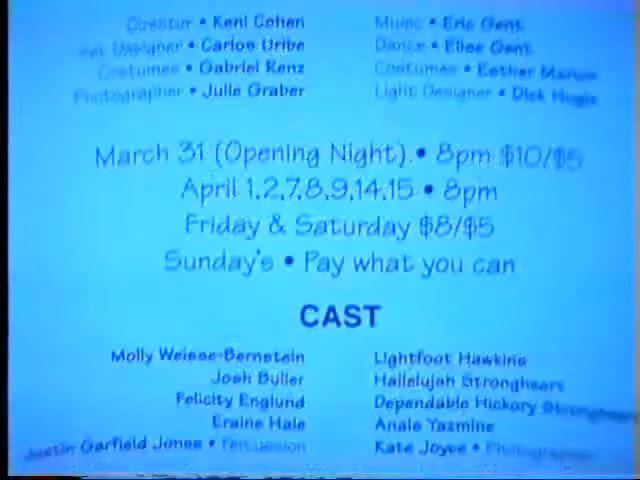 Director • Keni Cohen
Designer • Carlos Uribe
Costumes • Gabriel Kenz
Photographer • Julie Graber
Music • Eric Gent
Dance • Elise Gent
Costumes • Esther Marion
Light Designer • Dick Hogle
March 31 (Opening Night).• 8pm $10/$5
April 1,2,7,8,9,14,15 • 8pm
Friday & Saturday $8/$5
Sunday's • Pay what you can
CAST
Molly Weisse-Bernstein
Josh Buller
Felicity Englund
Eraine Hale
Justin Garfield Jones • Percussion
Lightfoot Hawkins
Hallelujah Stronghears
Dependable Hickory
Anale Yazmine
Kate Joyce • Photographer